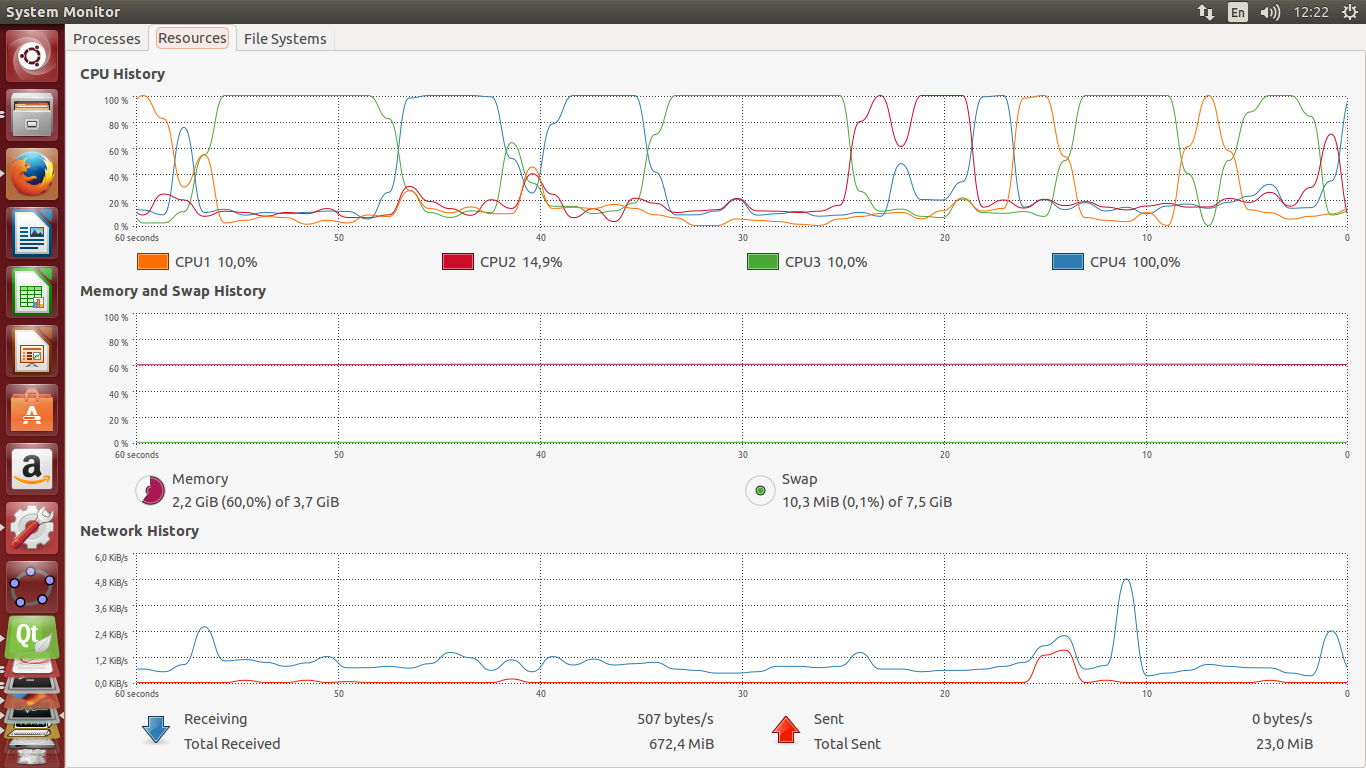 System Monitor
En
12:22
Processes
Resources
File Systems
CPU History
100 %
80 %
60 %
40 %
20 %
0 %
60 seconds
50
40
30
20
10
0
CPU1 10,0%
CPU2 14,9%
CPU3 10,0%
CPU4 100,0%
Memory and Swap History
100 %
80 %
60 %
40 %
20 %
0 %
60 seconds
50
40
30
20
10
0
Memory
2,2 GiB (60,0%) of 3,7 GiB
Swap
10,3 MiB (0,1%) of 7,5 GiB
Network History
6,0 KiB/s
4,8 KiB/s
3,6 KiB/s
2,4 KiB/s
1,2 KiB/s
0,0 KiB/s
60 seconds
50
40
30
20
10
0
Receiving
507 bytes/s
Total Received
672,4 MiB
Sent
0 bytes/s
Total Sent
23,0 MiB
A
a
Qt